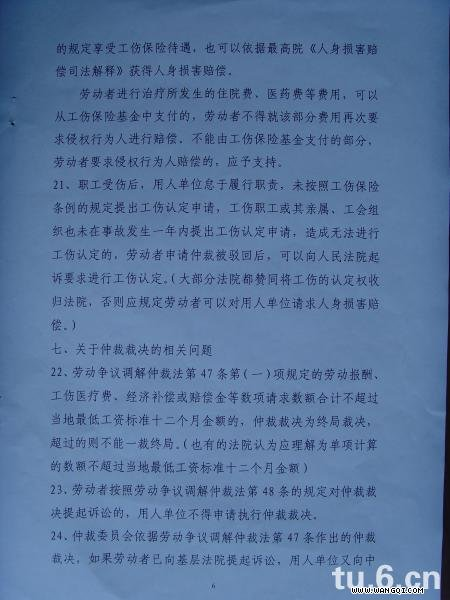 的规定享受工伤保险待遇，也可以依据最高院《人身损害赔
偿司法解释》获得人身损害赔偿。
劳动者进行治疗所发生的住院费、医药费等费用，可以
从工伤保险基金中支付的，劳动者不得就该部分费用再次要
求侵权行为人进行赔偿。不能由工伤保险基金支付的部分，
劳动者要求侵权行为人赔偿的，应予支持。
21、职工受伤后，用人单位怠于履行职责，未按照工伤保险
条例的规定提出工伤认定申请，工伤职工或其亲属、工会组
织也未在事故发生一年内提出工伤认定申请，造成无法进行
工伤认定的，劳动者申请仲裁被驳回后，可以向人民法院起
诉要求进行工伤认定。（大部分法院都赞同将工伤的认定权收
归法院，否则应规定劳动者可以对用人单位请求人身损害赔
偿。）
七、关于仲裁裁决的相关问题
22、劳动争议调解仲裁法第 47 条第（一）项规定的劳动报酬、
工伤医疗费、经济补偿或赔偿金等数项请求数额合计不超过
当地最低工资标准十二个月金额的，仲裁裁决为终局裁决，
超过的则不能一裁终局。（也有的法院认为应理解为单项计算
的数额不超过当地最低工资标准十二个月金额）
23、劳动者按照劳动争议调解仲裁法第 48 条的规定对仲裁裁
决提起诉讼的，用人单位不得申请执行仲裁裁决。
24、仲裁委员会依据劳动争议调解仲裁法第 47 条作出的仲裁
裁决，如果劳动者已向基层法院提起诉讼，用人单位又向中
6
tu.6.cn
www.wangqi.com